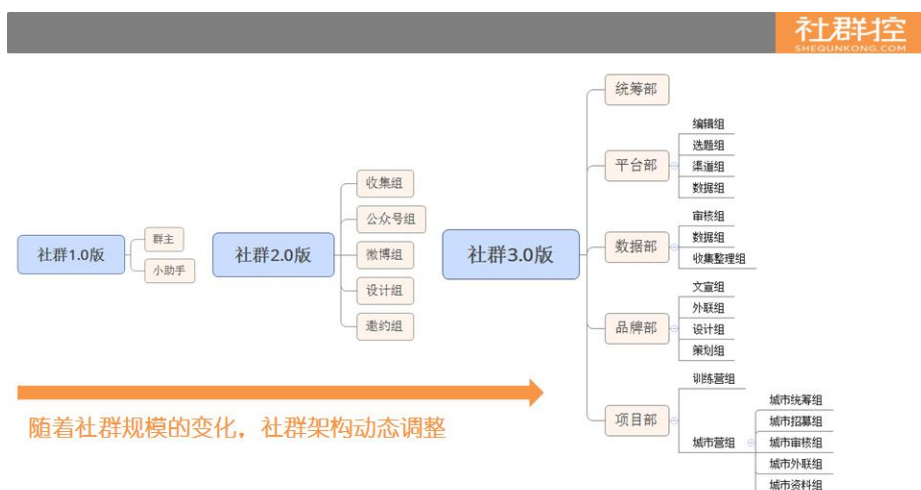 社群控
SHEQUNKONG.COM
社群1.0版
群主
小助手
社群2.0版
收集组
公众号组
微博组
设计组
邀约组
社群3.0版
统筹部
平台部
编辑组
选题组
渠道组
数据组
数据部
审核组
数据组
收集整理组
品牌部
文宣组
外联组
设计组
策划组
项目部
训练营组
城市营组
城市统筹组
城市招募组
城市审核组
城市外联组
城市资料组
随着社群规模的变化，社群架构动态调整